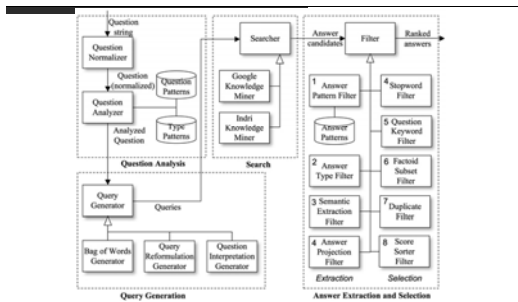 Question
string
Question
Normalizer
Question
(normalized)
Question
Patterns
Question
Analyzer
Type
Patterns
Analyzed
Question
Question Analysis
Searcher
Google
Knowledge
Miner
Indri
Knowledge
Miner
Search
Query
Generator
Queries
Bag of Words
Generator
Query
Reformulation
Generator
Question
Interpretation
Generator
Query Generation
Answer
candidates
Filter
Ranked
answers
1 Answer
Pattern Filter
Answer
Patterns
2 Answer
Type Filter
3 Semantic
Extraction
Filter
4 Answer
Projection
Filter
Extraction
4 Stopword
Filter
5 Question
Keyword
Filter
6 Factoid
Subset
Filter
7 Duplicate
Filter
8 Score
Sorter
Filter
Selection
Answer Extraction and Selection